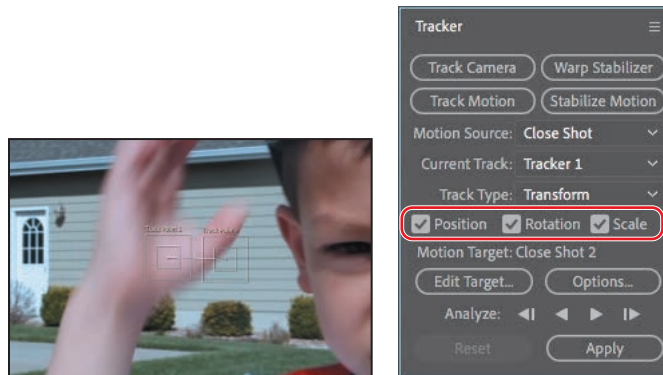 Tracker
Track Camera Warp Stabilizer
Track Motion Stabilize Motion
Motion Source: Close Shot
Current Track: Tracker 1
Track Type: Transform
Position Rotation Scale
Motion Target: Close Shot 2
Edit Target... Options...
Analyze:
Reset Apply